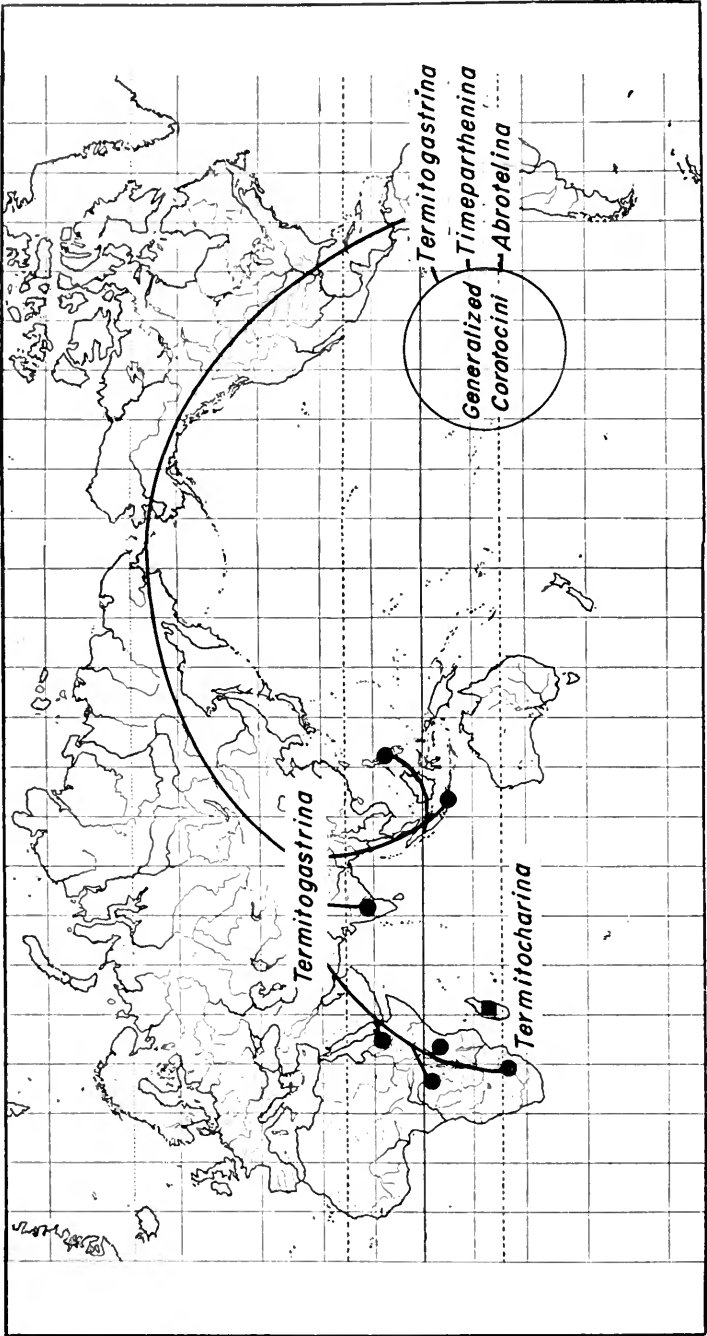 Termitogastrina
Timeparthenina
Abrotelina
Generalized
Corotocini
Termitogastrina
Termitocharina